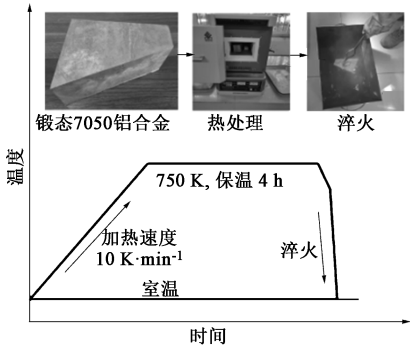 锻态7050铝合金
热处理
淬火
温度
750 K, 保温 4 h
加热速度
10 K·min-1
淬火
室温
时间